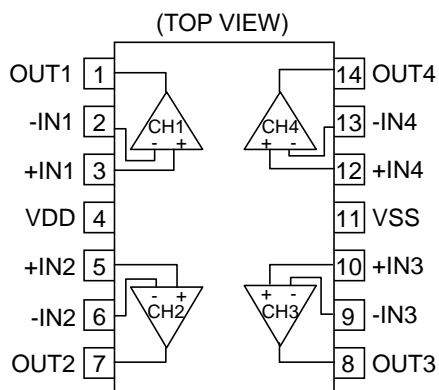 (TOP VIEW)
OUT1 1 14 OUT4
-IN1 2 CH1 CH4 13 -IN4
- + + -
+IN1 3 12 +IN4
VDD 4 11 VSS
+IN2 5 10 +IN3
- + + -
-IN2 6 CH2 CH3 9 -IN3
OUT2 7 8 OUT3